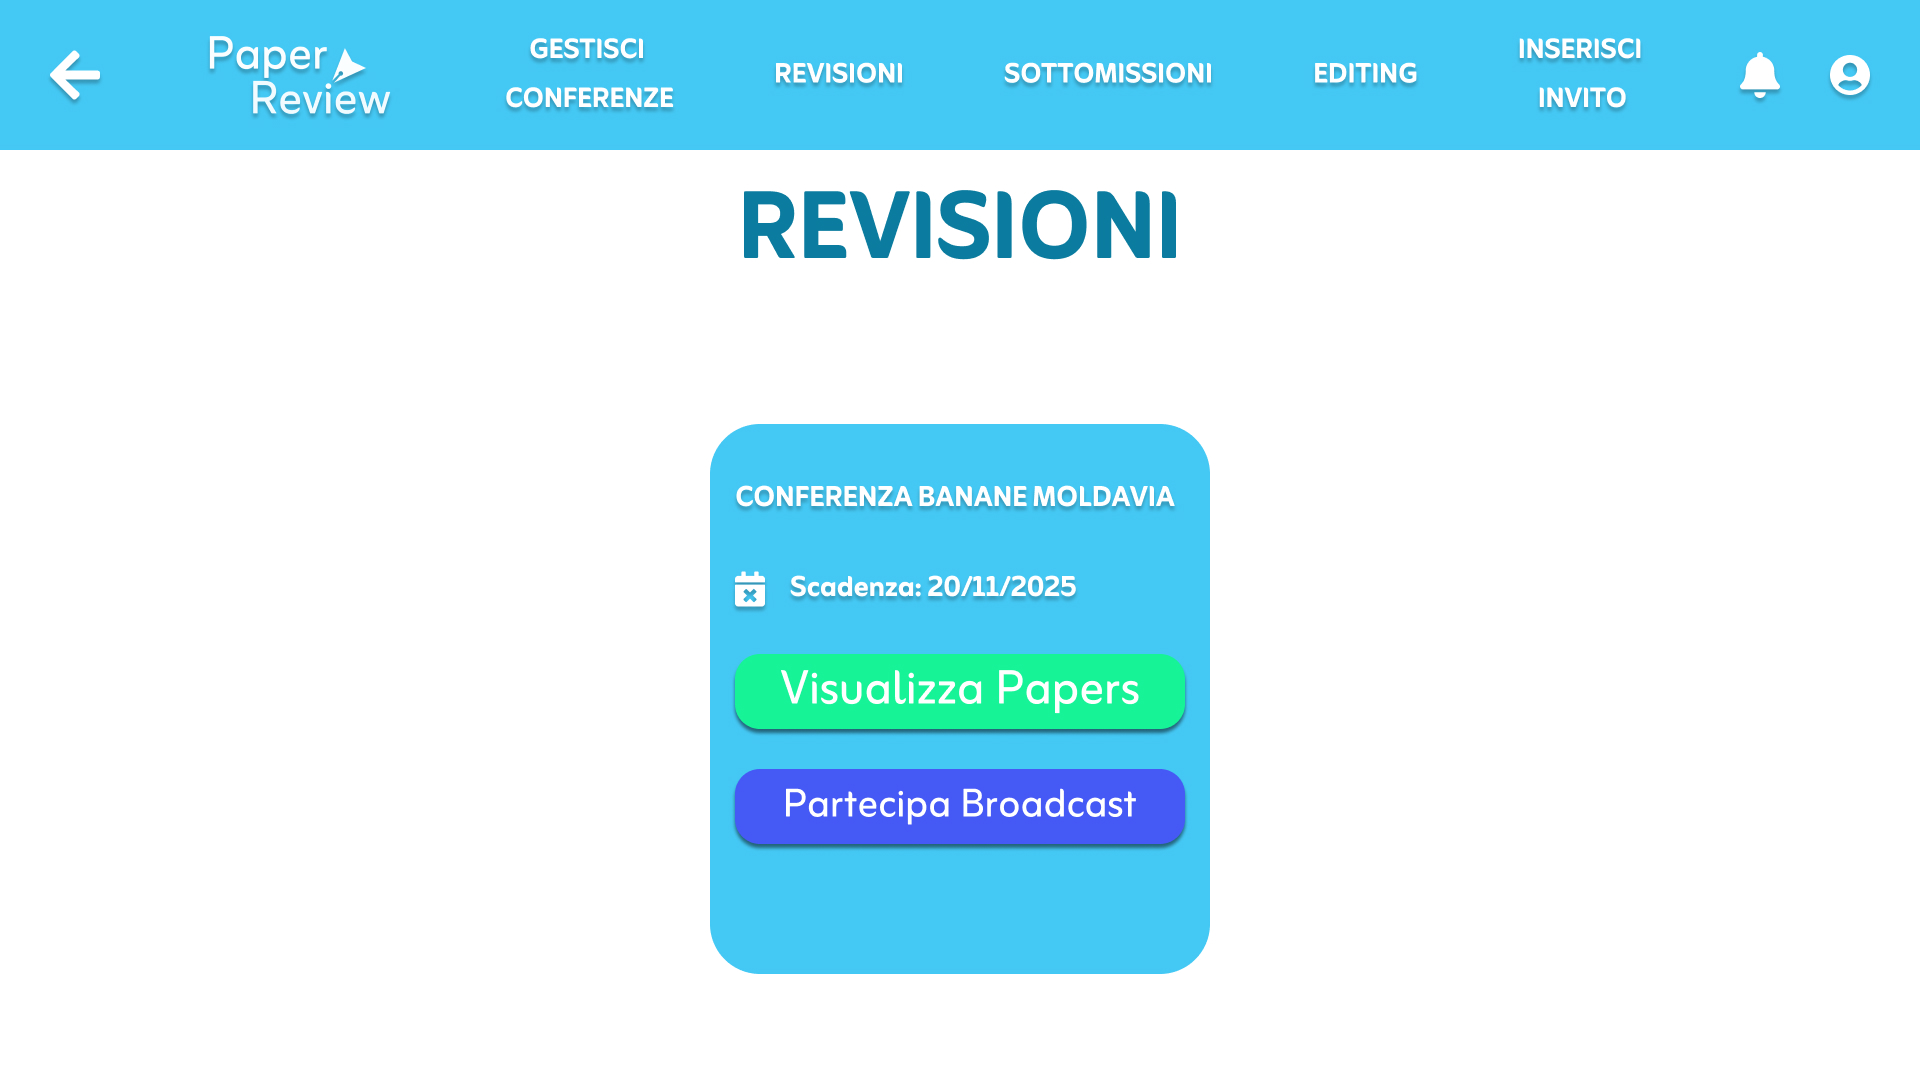 Paper
Review
GESTISCI
CONFERENZE
REVISIONI
SOTTOMISSIONI
EDITING
INSERISCI
INVITO
REVISIONI
CONFERENZA BANANE MOLDAVIA
Scadenza: 20/11/2025
Visualizza Papers
Partecipa Broadcast